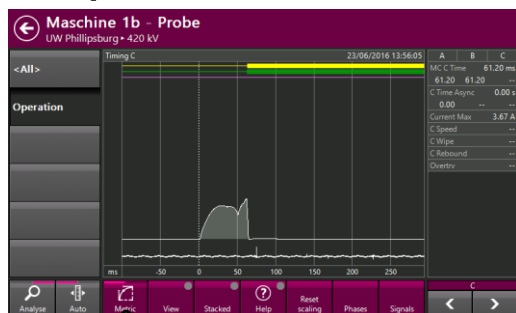 Maschine 1b - Probe
UW Phillipsburg ▸ 420 kV
<All>
Operation
Timing C 23/06/2016 13:56:05
ms -50 0 50 100 150 200 250
A B C
MC C Time 61.20 ms
61.20 61.20 --
C Time Async 0.00 s
0.00 -- --
Current Max 3.67 A
C Speed --
C Wipe --
C Rebound --
Overtrv --
Analyse
Auto
Metric
View
Stacked
Help
Reset scaling
Phases
Signals
C